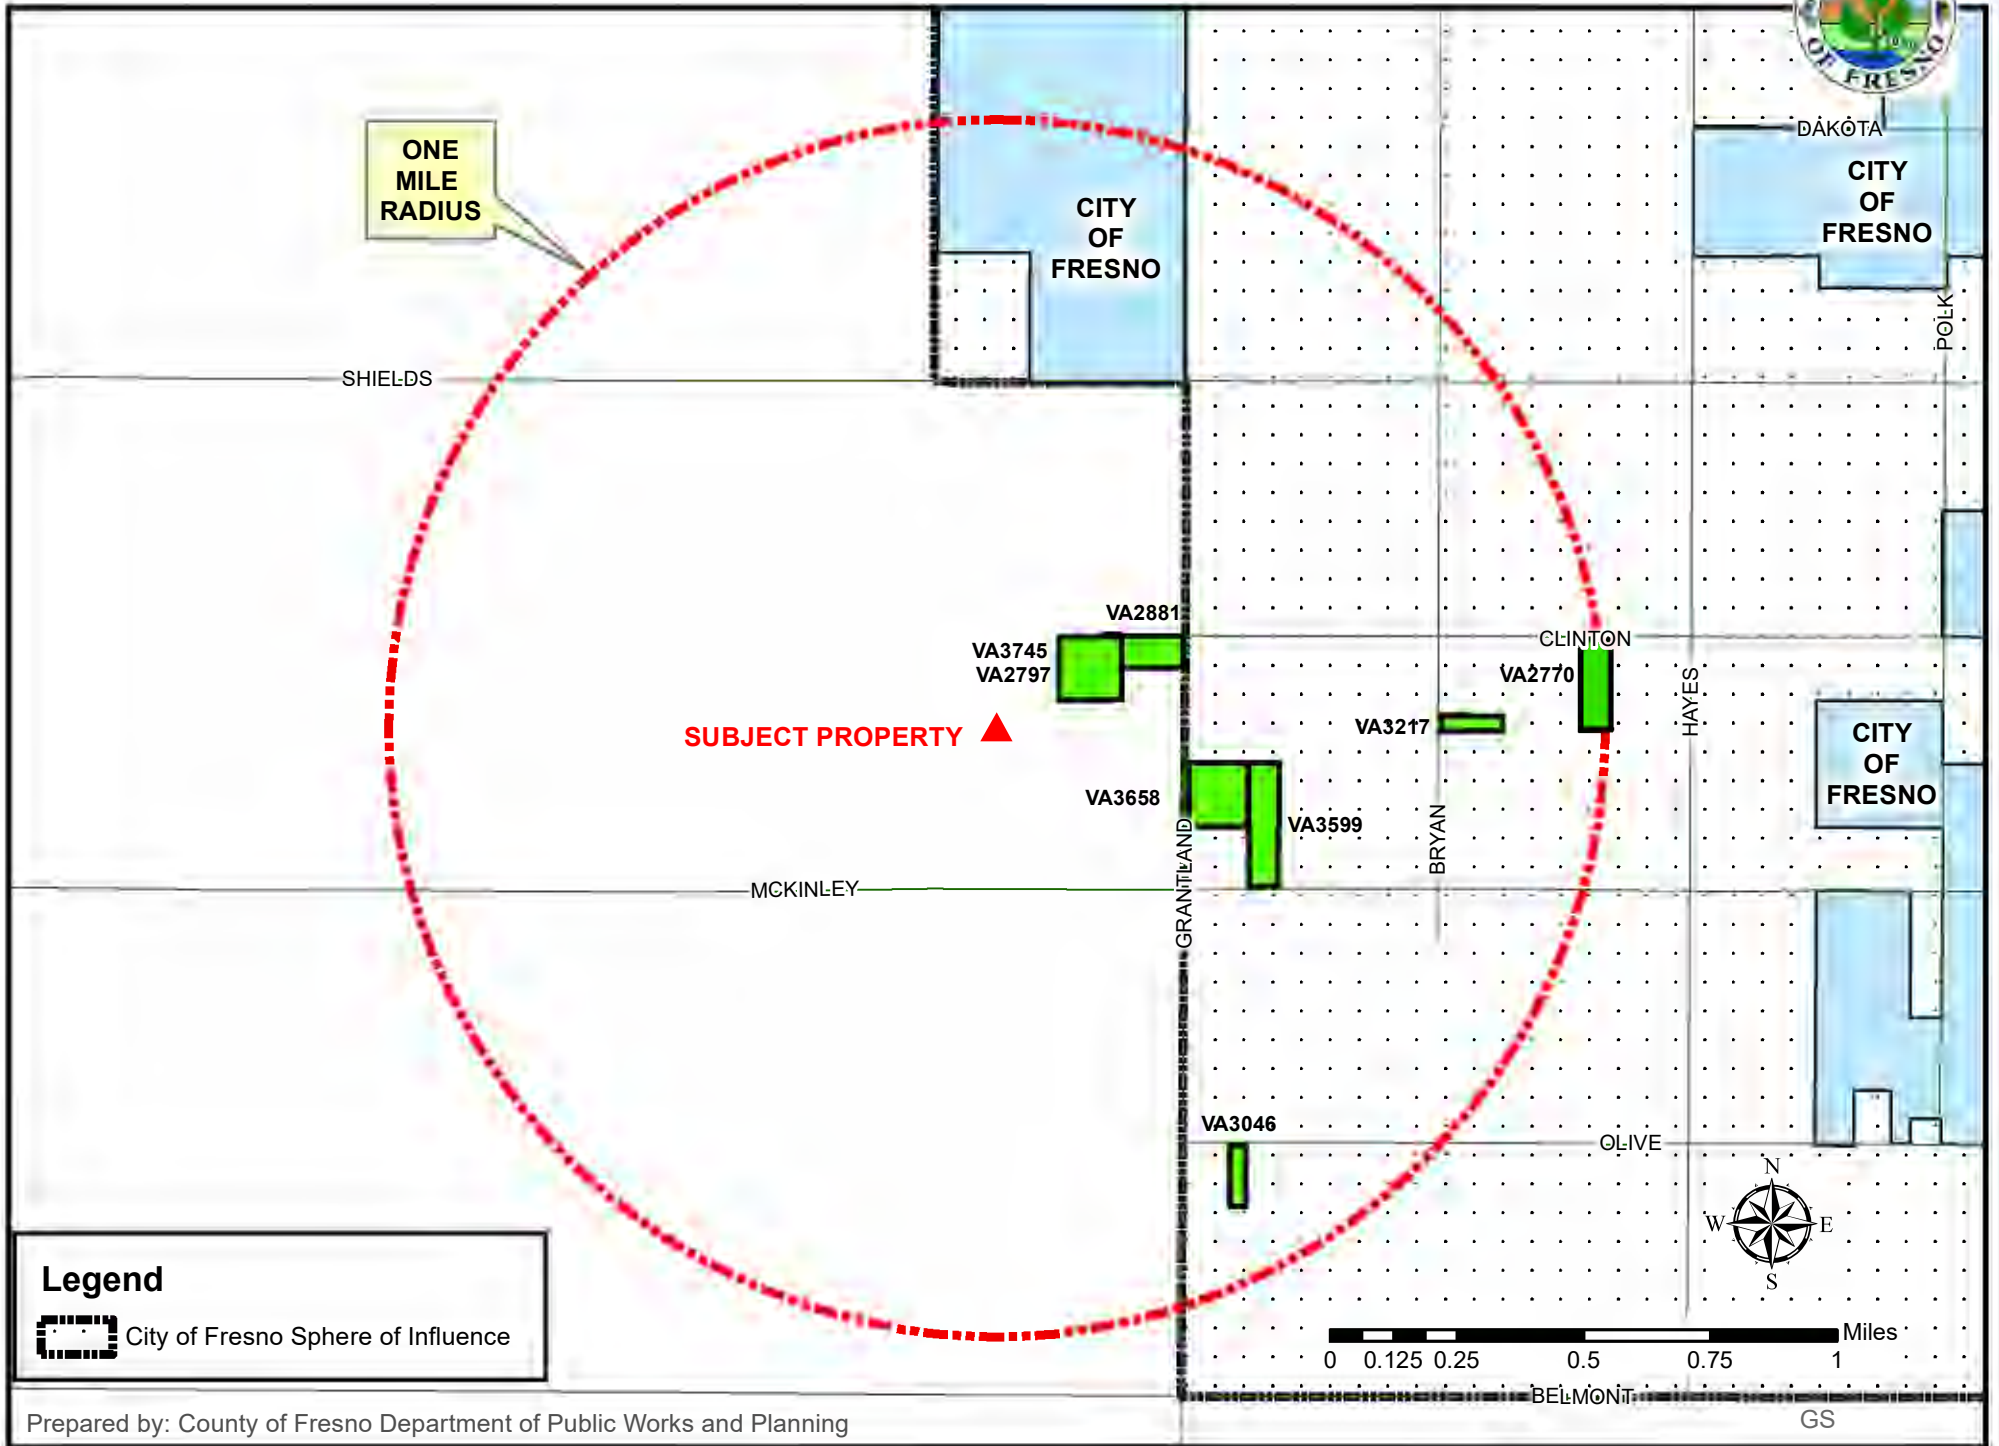 OF FRESNO
DAKOTA
ONE
MILE
RADIUS
CITY
OF
FRESNO
CITY
OF
FRESNO
POLK
SHIELDS
VA2881
CLINTON
VA3745
VA2797
VA2770
HAYES
SUBJECT PROPERTY
VA3217
CITY
OF
FRESNO
VA3658
VA3599
BRYAN
GRANTLAND
MCKINLEY
VA3046
OLIVE
N
W
E
S
Legend
City of Fresno Sphere of Influence
Miles
0 0.125 0.25 0.5 0.75 1
BELMONT
Prepared by: County of Fresno Department of Public Works and Planning
GS